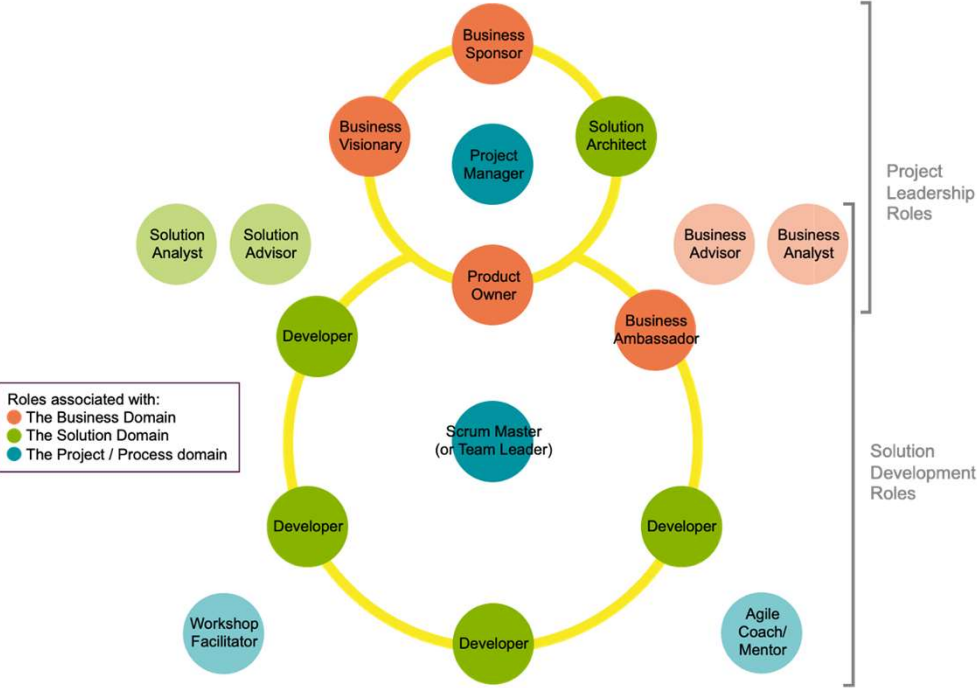 Business
Sponsor
Business
Visionary
Solution
Architect
Project
Manager
Project
Leadership
Roles
Solution
Analyst
Solution
Advisor
Business
Advisor
Business
Analyst
Product
Owner
Developer
Business
Ambassador
Roles associated with:
The Business Domain
The Solution Domain
The Project / Process domain
Scrum Master
(or Team Leader)
Solution
Development
Roles
Developer
Developer
Workshop
Facilitator
Developer
Agile
Coach/
Mentor